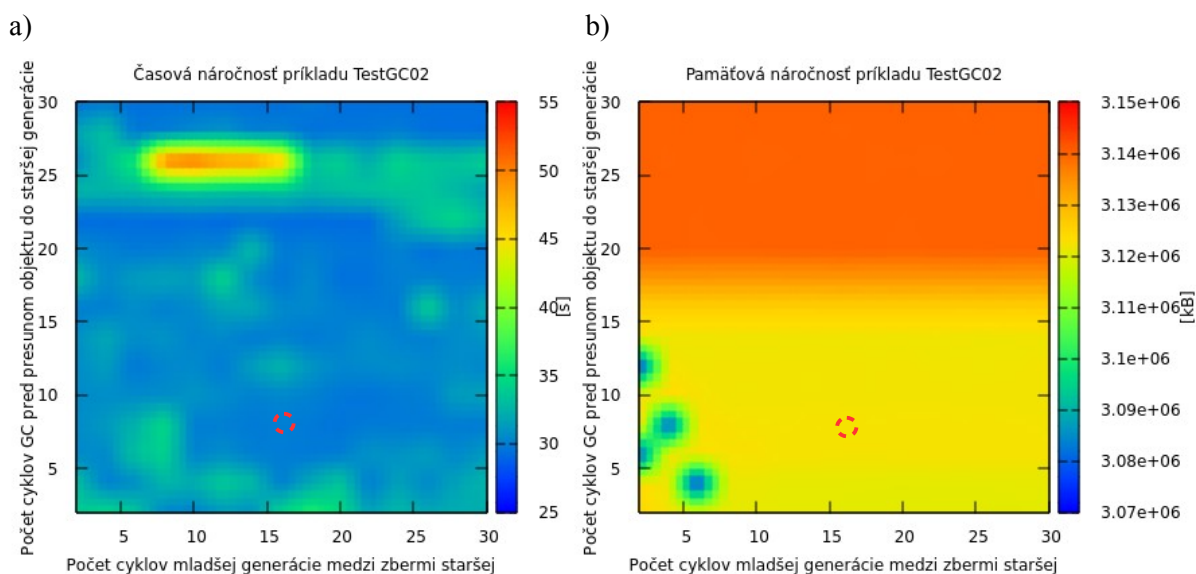 a)
Časová náročnosť príkladu TestGC02
Počet cyklov GC pred presunom objektu do staršej generácie
30
25
20
15
10
5
5 10 15 20 25 30
Počet cyklov mladšej generácie medzi zbermi staršej
55
50
45
40
35
30
25
[s]
b)
Pamäťová náročnosť príkladu TestGC02
Počet cyklov GC pred presunom objektu do staršej generácie
30
25
20
15
10
5
5 10 15 20 25 30
Počet cyklov mladšej generácie medzi zbermi staršej
3.15e+06
3.14e+06
3.13e+06
3.12e+06
3.11e+06
3.1e+06
3.09e+06
3.08e+06
3.07e+06
[kB]